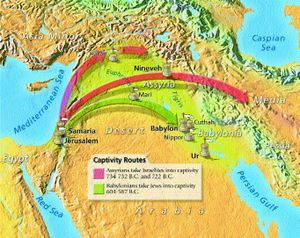 Asia Minor
Caspian
Sea
Nineveh
Assyria
Mari
Mediterranean Sea
Media
Samaria
Desert
Babylon
Cuthah
Babylonia
Nippur
Jerusalem
Ur
Egypt
Captivity Routes
Assyrians take Israelites into captivity
734-732 B.C. and 722 B.C.
Babylonians take Jews into captivity
604-587 B.C.
Persian Gulf
Red Sea
Arabia